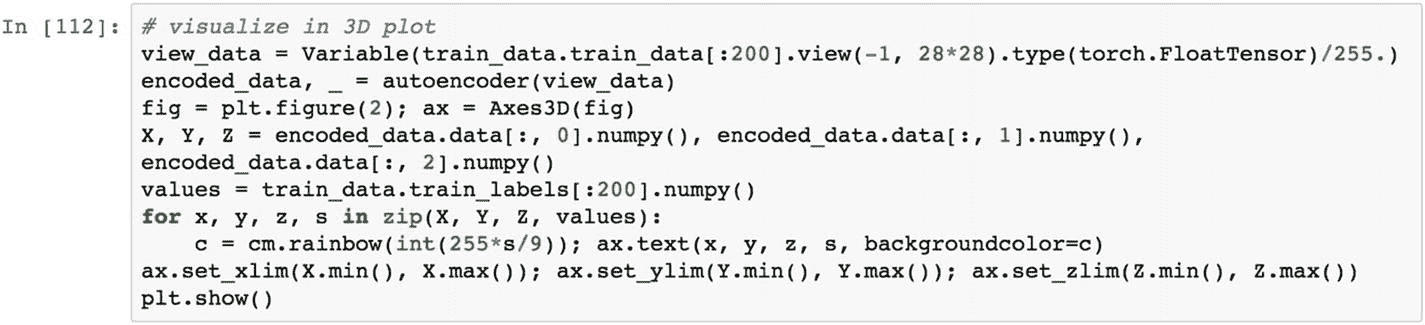 In [112]: # visualize in 3D plot
view_data = Variable(train_data.train_data[:200].view(-1, 28*28).type(torch.FloatTensor)/255.)
encoded_data, _ = autoencoder(view_data)
fig = plt.figure(2); ax = Axes3D(fig)
X, Y, Z = encoded_data.data[:, 0].numpy(), encoded_data.data[:, 1].numpy(),
encoded_data.data[:, 2].numpy()
values = train_data.train_labels[:200].numpy()
for x, y, z, s in zip(X, Y, Z, values):
    c = cm.rainbow(int(255*s/9)); ax.text(x, y, z, s, backgroundcolor=c)
ax.set_xlim(X.min(), X.max()); ax.set_ylim(Y.min(), Y.max()); ax.set_zlim(Z.min(), Z.max())
plt.show()